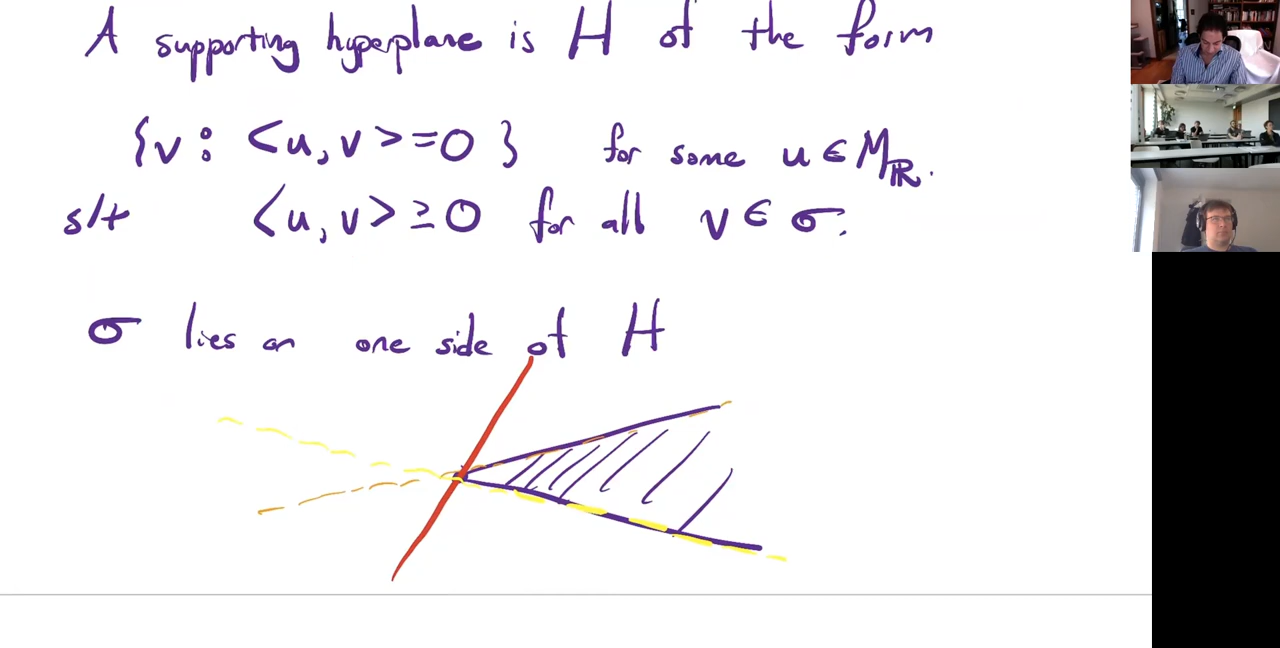 A supporting hyperplane is H of the form
{v : <u, v> = 0 } for some u ∈ M_ℝ.
s/t <u, v> ≥ 0 for all v ∈ σ.
σ lies on one side of H